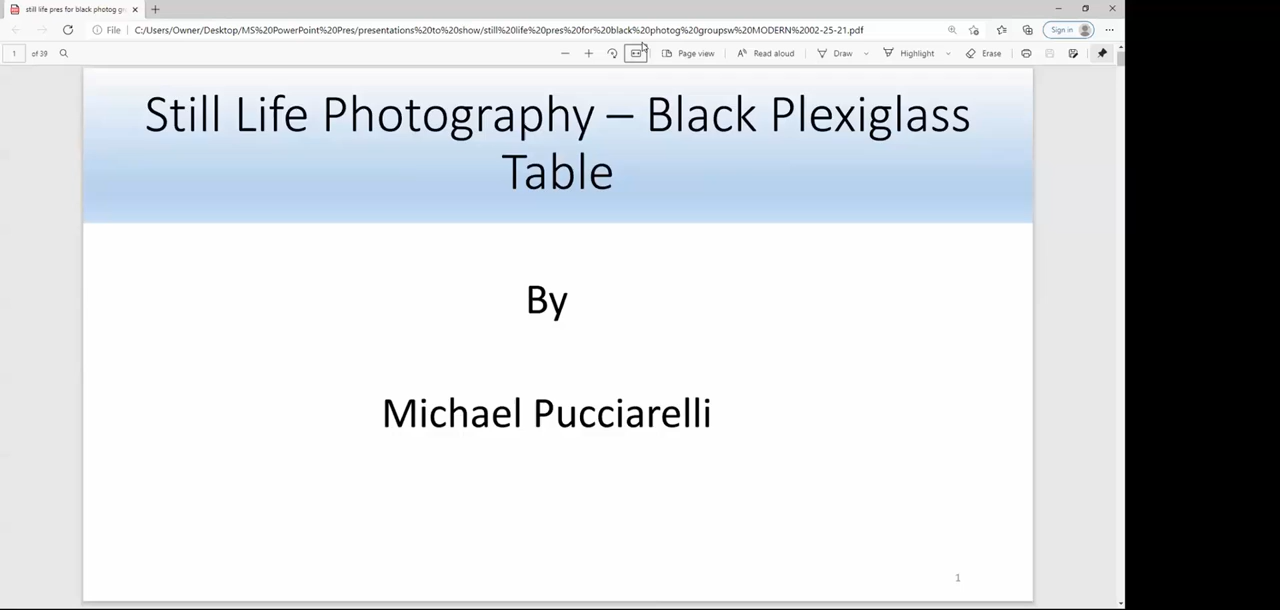 still life pres for black photog gr
File
C:/Users/Owner/Desktop/MS%20PowerPoint%20Pres/presentations%20to%20show/still%20life%20pres%20for%20black%20photog%20groupsw%20MODERN%2002-25-21.pdf
Sign in
1 of 39
Page view
Read aloud
Draw
Highlight
Erase
Still Life Photography – Black Plexiglass
Table
By
Michael Pucciarelli
1